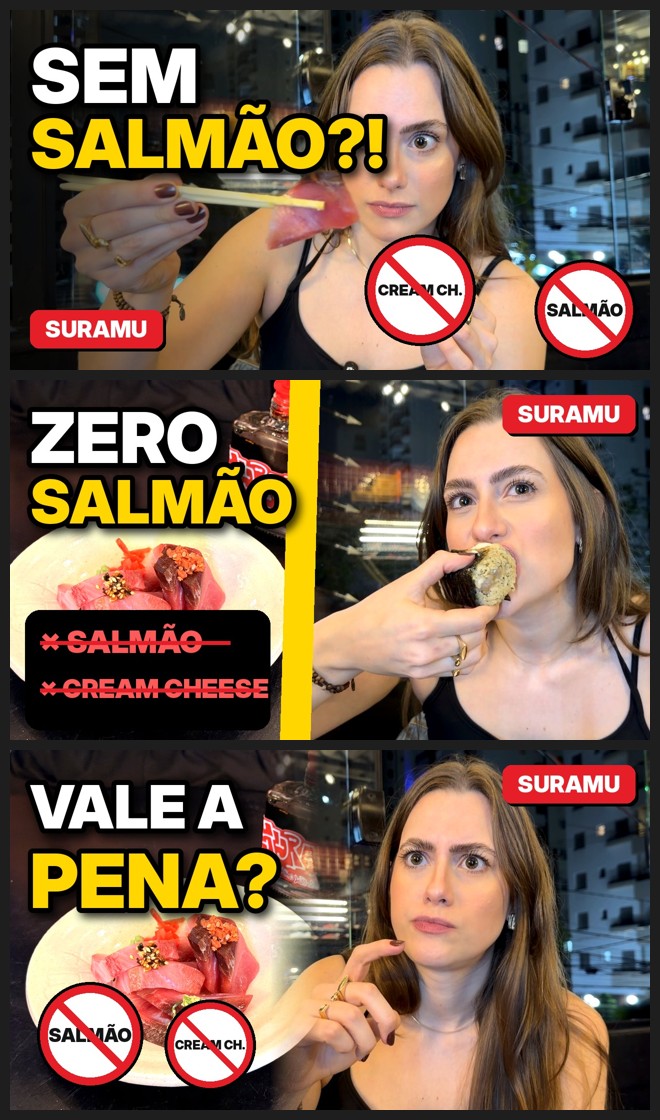 SEM
SALMÃO?!
CREAM CH.
SALMÃO
SURAMU
ZERO
SALMÃO
SURAMU
× SALMÃO
× CREAM CHEESE
VALE A
PENA?
SURAMU
SALMÃO
CREAM CH.